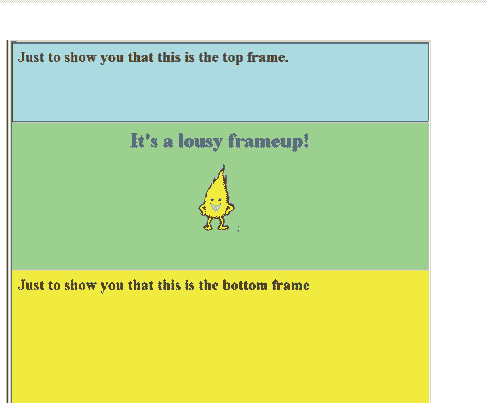 Just to show you that this is the top frame.
It's a lousy frameup!
Just to show you that this is the bottom frame